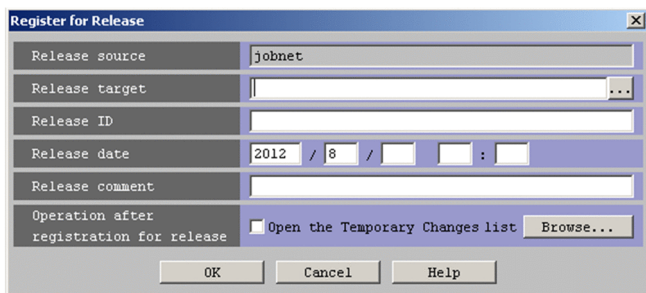 Register for Release
Release source jobnet
Release target ...
Release ID
Release date 2012 / 8 / :
Release comment
Operation after
registration for release Open the Temporary Changes list Browse...
OK Cancel Help